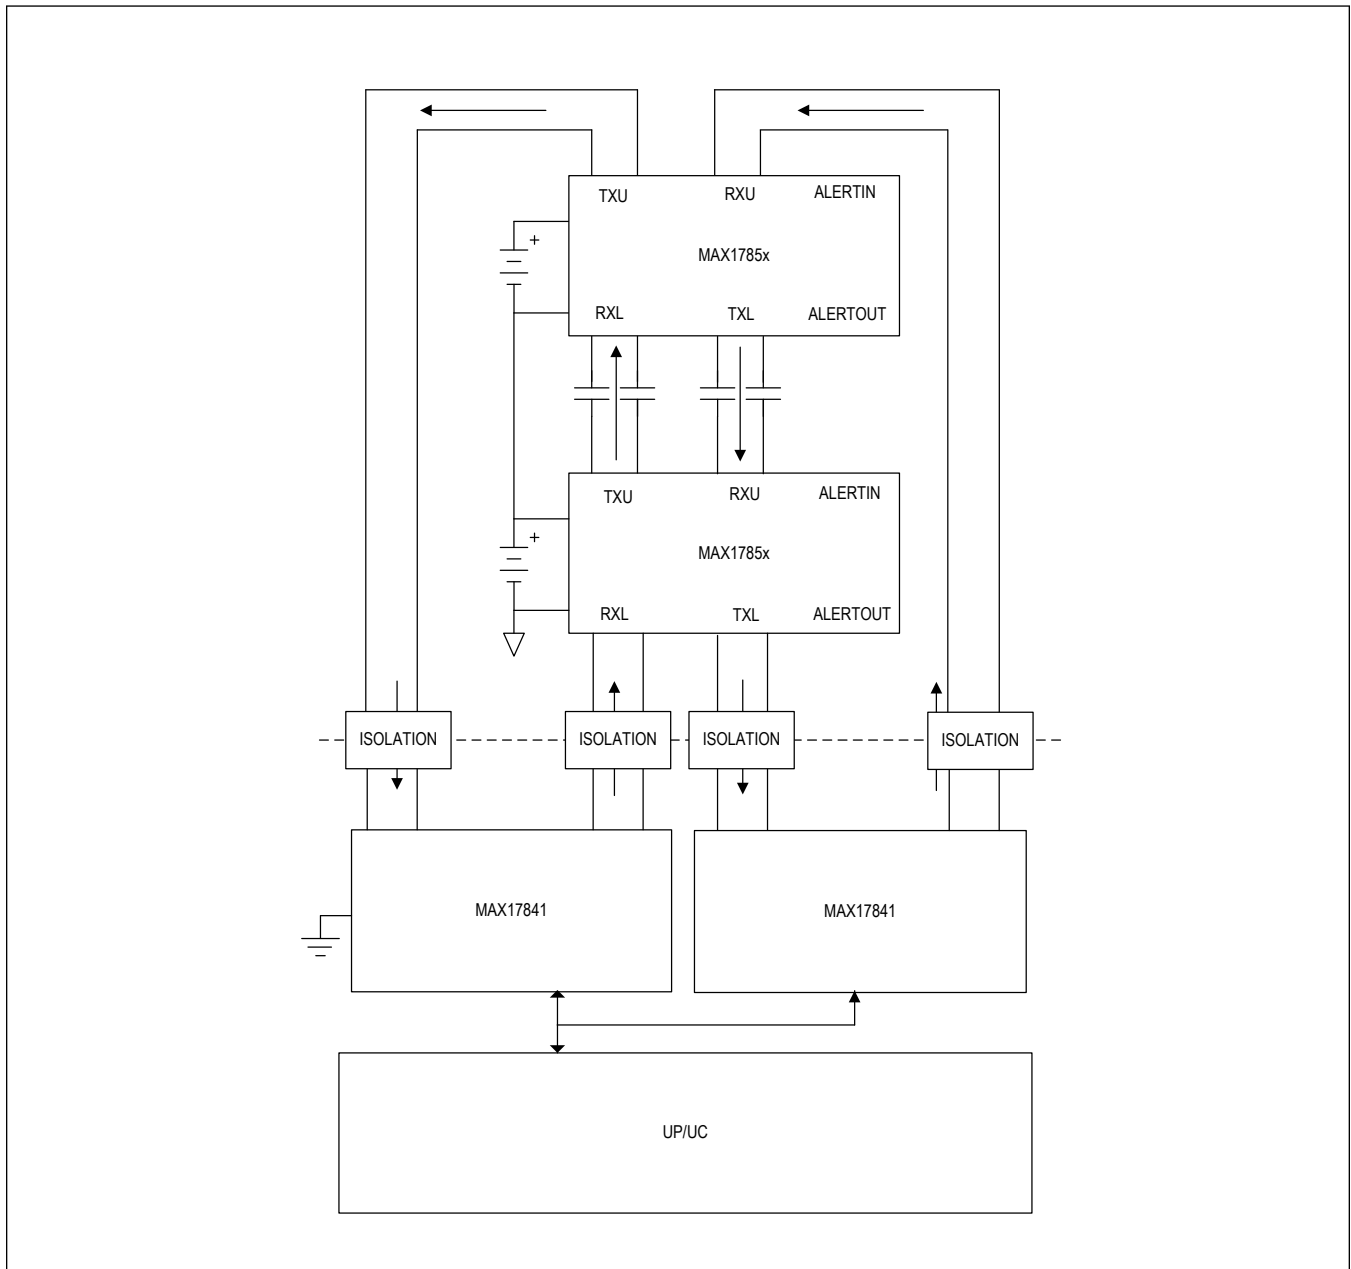 TXU RXU ALERTIN
MAX1785x
+
RXL TXL ALERTOUT
TXU RXU ALERTIN
MAX1785x
+
RXL TXL ALERTOUT
ISOLATION ISOLATION ISOLATION ISOLATION
MAX17841 MAX17841
UP/UC